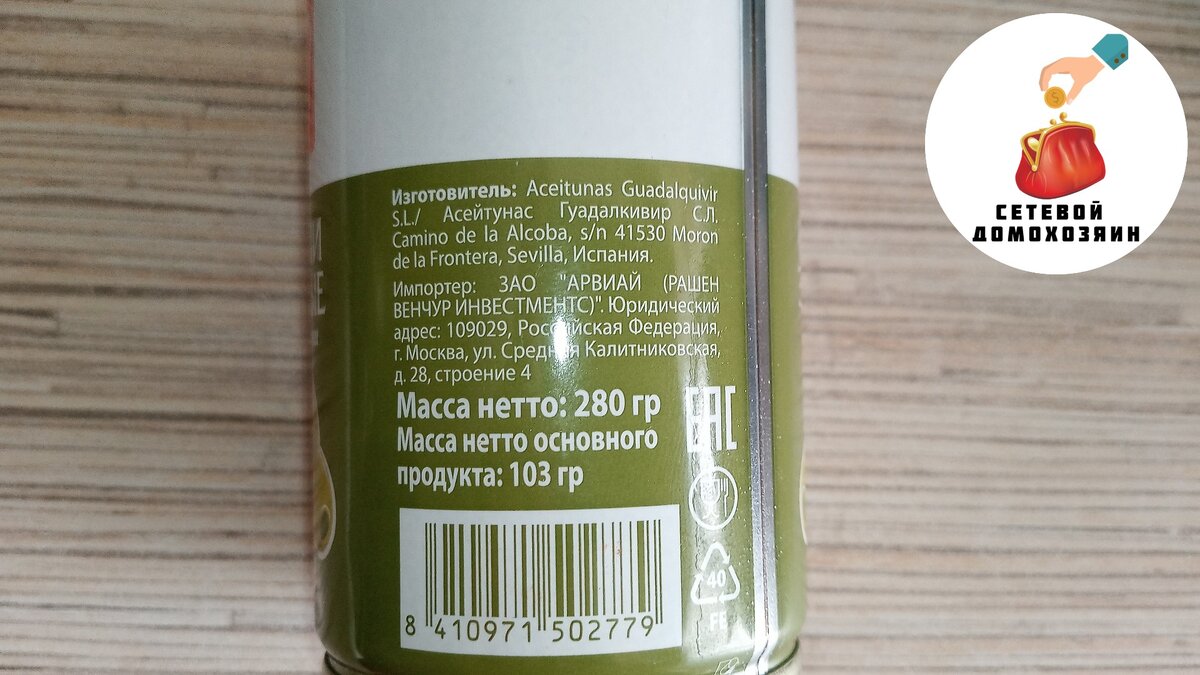 СЕТЕВОЙ
ДОМОХОЗЯИН
Изготовитель: Aceitunas Guadalquivir
S.L./ Асейтунас Гуадалкивир С.Л.
Camino de la Alcoba, s/n 41530 Moron
de la Frontera, Sevilla, Испания.
Импортер: ЗАО "АРВИАЙ (РАШЕН
ВЕНЧУР ИНВЕСТМЕНТС)". Юридический
адрес: 109029, Российская Федерация,
г. Москва, ул. Средняя Калитниковская,
д. 28, строение 4
Масса нетто: 280 гр
Масса нетто основного
продукта: 103 гр
EAC
40
FE
8 410971 502779